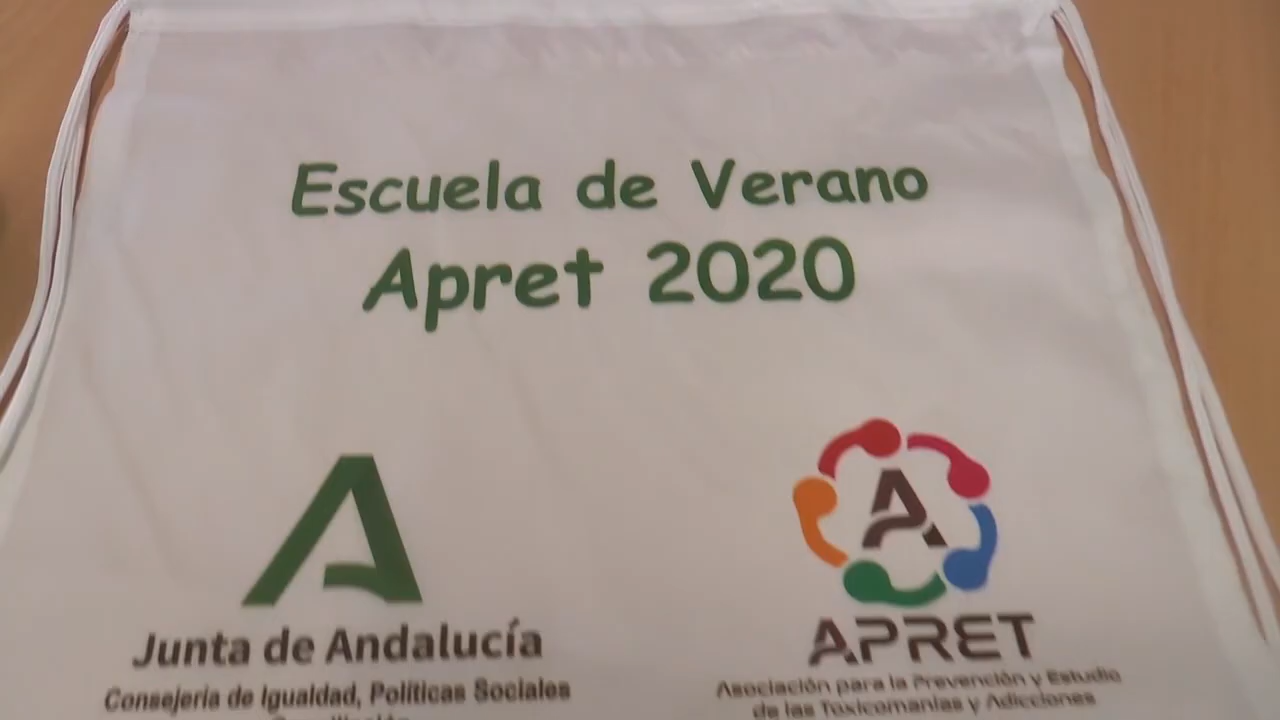 Escuela de Verano
Apret 2020
Junta de Andalucía
Consejería de Igualdad, Políticas Sociales
A
APRET
Asociación para la Prevención y Estudio
de las Toxicomanías y Adicciones